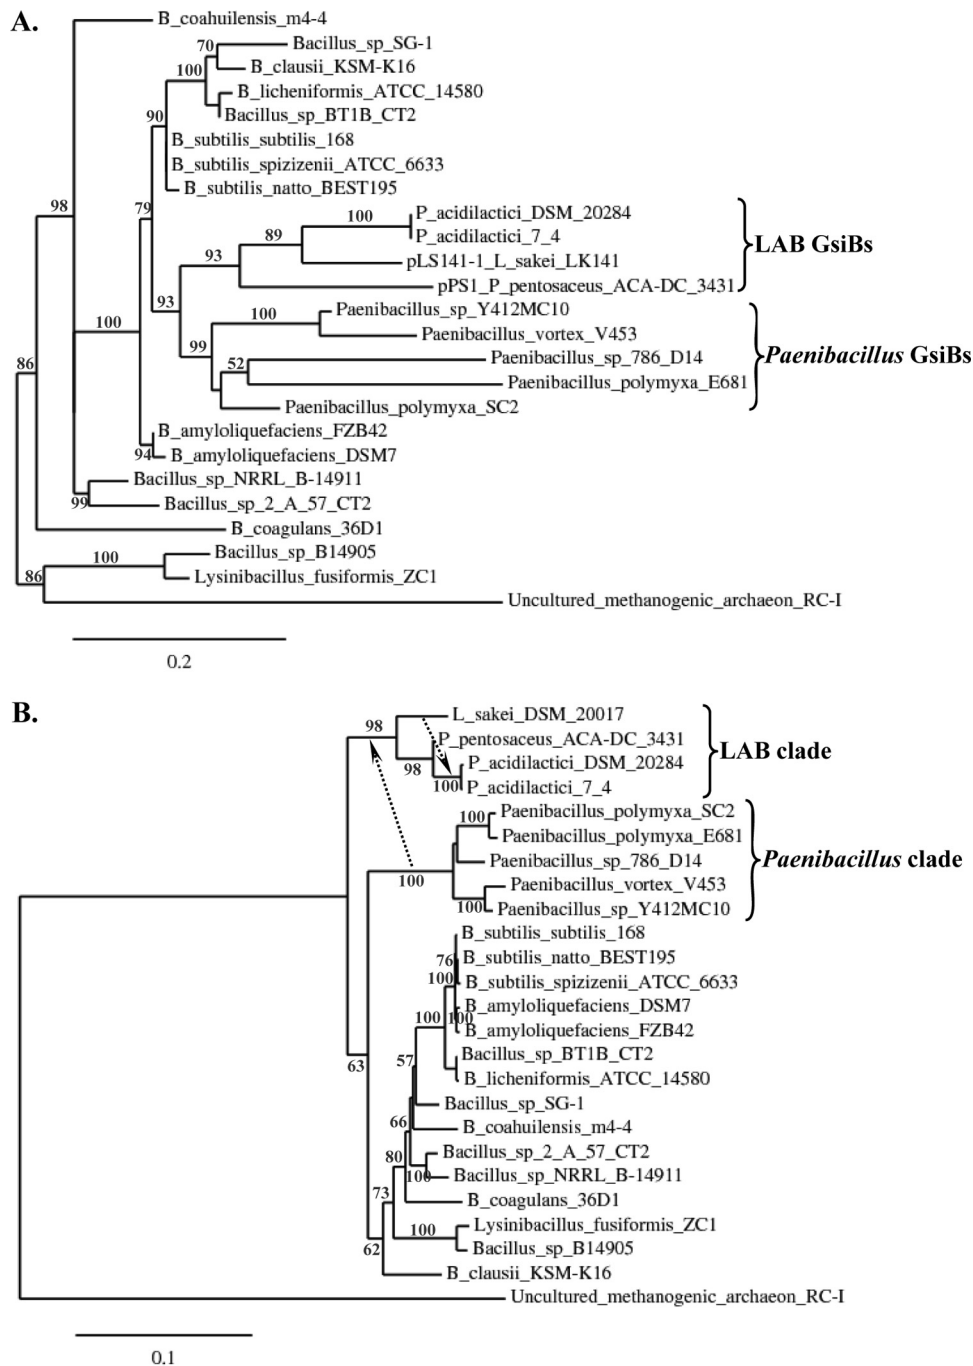 A.
B_coahuilensis_m4-4
70
Bacillus_sp_SG-1
B_clausii_KSM-K16
100
B_licheniformis_ATCC_14580
Bacillus_sp_BT1B_CT2
90
B_subtilis_subtilis_168
B_subtilis_spizizenii_ATCC_6633
B_subtilis_natto_BEST195
98
79
100
P_acidilactici_DSM_20284
P_acidilactici_7_4
89
LAB GsiBs
93
pLS141-1_L_sakei_LK141
pPS1_P_pentosaceus_ACA-DC_3431
93
100
Paenibacillus_sp_Y412MC10
100
Paenibacillus_vortex_V453
99
Paenibacillus GsiBs
86
52
Paenibacillus_sp_786_D14
Paenibacillus_polymyxa_E681
Paenibacillus_polymyxa_SC2
B_amyloliquefaciens_FZB42
94
B_amyloliquefaciens_DSM7
Bacillus_sp_NRRL_B-14911
99
Bacillus_sp_2_A_57_CT2
B_coagulans_36D1
100
Bacillus_sp_B14905
86
Lysinibacillus_fusiformis_ZC1
Uncultured_methanogenic_archaeon_RC-I
0.2
B.
L_sakei_DSM_20017
98
P_pentosaceus_ACA-DC_3431
LAB clade
98
P_acidilactici_DSM_20284
100
P_acidilactici_7_4
100
Paenibacillus_polymyxa_SC2
Paenibacillus_polymyxa_E681
Paenibacillus clade
Paenibacillus_sp_786_D14
100
Paenibacillus_vortex_V453
100
Paenibacillus_sp_Y412MC10
B_subtilis_subtilis_168
76
B_subtilis_natto_BEST195
100
B_subtilis_spizizenii_ATCC_6633
B_amyloliquefaciens_DSM7
100
100
B_amyloliquefaciens_FZB42
Bacillus_sp_BT1B_CT2
57
63
B_licheniformis_ATCC_14580
Bacillus_sp_SG-1
66
B_coahuilensis_m4-4
80
Bacillus_sp_2_A_57_CT2
100
Bacillus_sp_NRRL_B-14911
73
B_coagulans_36D1
100
Lysinibacillus_fusiformis_ZC1
62
Bacillus_sp_B14905
B_clausii_KSM-K16
Uncultured_methanogenic_archaeon_RC-I
0.1